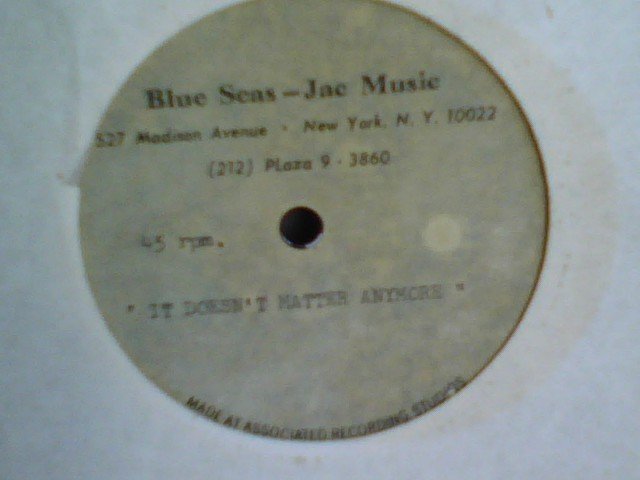 Blue Seas - Jac Music
527 Madison Avenue · New York, N. Y. 10022
(212) PLaza 9 - 3860
45 rpm.
" IT DOESN'T MATTER ANYMORE "
MADE AT ASSOCIATED RECORDING STUDIOS